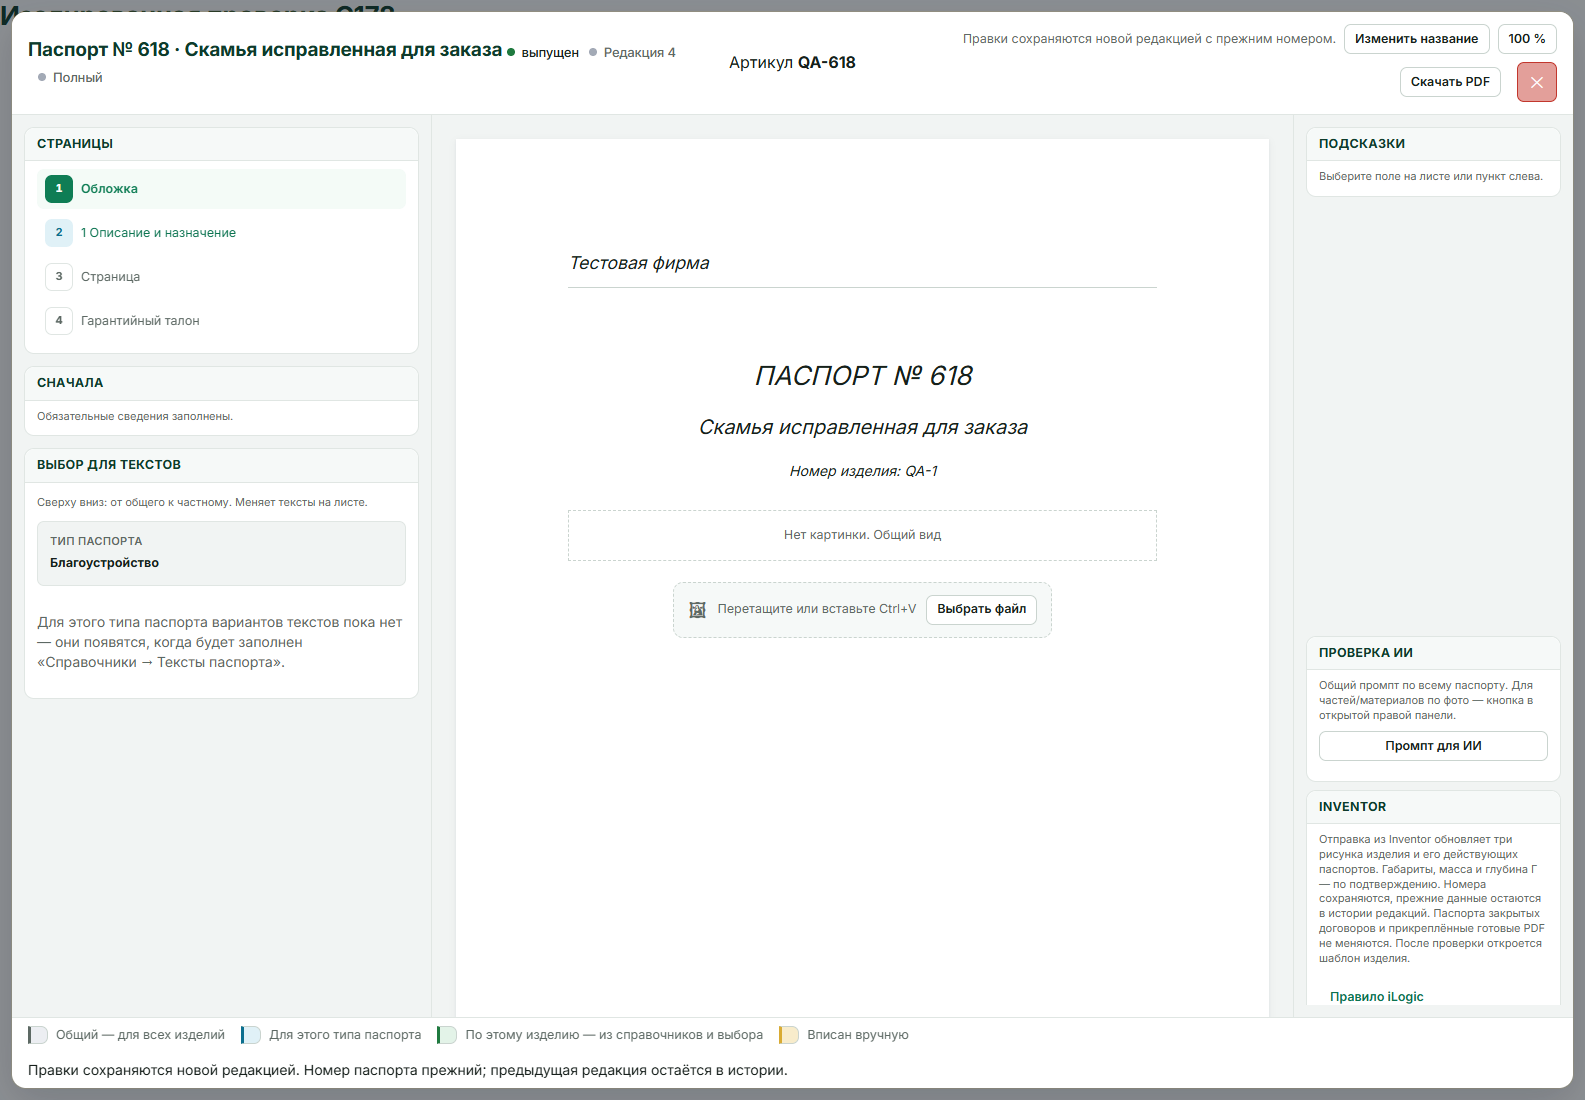 Паспорт № 618 · Скамья исправленная для заказа
выпущен
Редакция 4
Полный
Артикул QA-618
Правки сохраняются новой редакцией с прежним номером.
Изменить название
100 %
Скачать PDF
СТРАНИЦЫ
1 Обложка
2 1 Описание и назначение
3 Страница
4 Гарантийный талон
СНАЧАЛА
Обязательные сведения заполнены.
ВЫБОР ДЛЯ ТЕКСТОВ
Сверху вниз: от общего к частному. Меняет тексты на листе.
ТИП ПАСПОРТА
Благоустройство
Для этого типа паспорта вариантов текстов пока нет
— они появятся, когда будет заполнен
«Справочники → Тексты паспорта».
Тестовая фирма
ПАСПОРТ № 618
Скамья исправленная для заказа
Номер изделия: QA-1
Нет картинки. Общий вид
Перетащите или вставьте Ctrl+V
Выбрать файл
ПОДСКАЗКИ
Выберите поле на листе или пункт слева.
ПРОВЕРКА ИИ
Общий промпт по всему паспорту. Для
частей/материалов по фото — кнопка в
открытой правой панели.
Промпт для ИИ
INVENTOR
Отправка из Inventor обновляет три
рисунка изделия и его действующих
паспортов. Габариты, масса и глубина Г
— по подтверждению. Номера
сохраняются, прежние данные остаются
в истории редакций. Паспорта закрытых
договоров и прикреплённые готовые PDF
не меняются. После проверки откроется
шаблон изделия.
Правило iLogic
Общий — для всех изделий
Для этого типа паспорта
По этому изделию — из справочников и выбора
Вписан вручную
Правки сохраняются новой редакцией. Номер паспорта прежний; предыдущая редакция остаётся в истории.